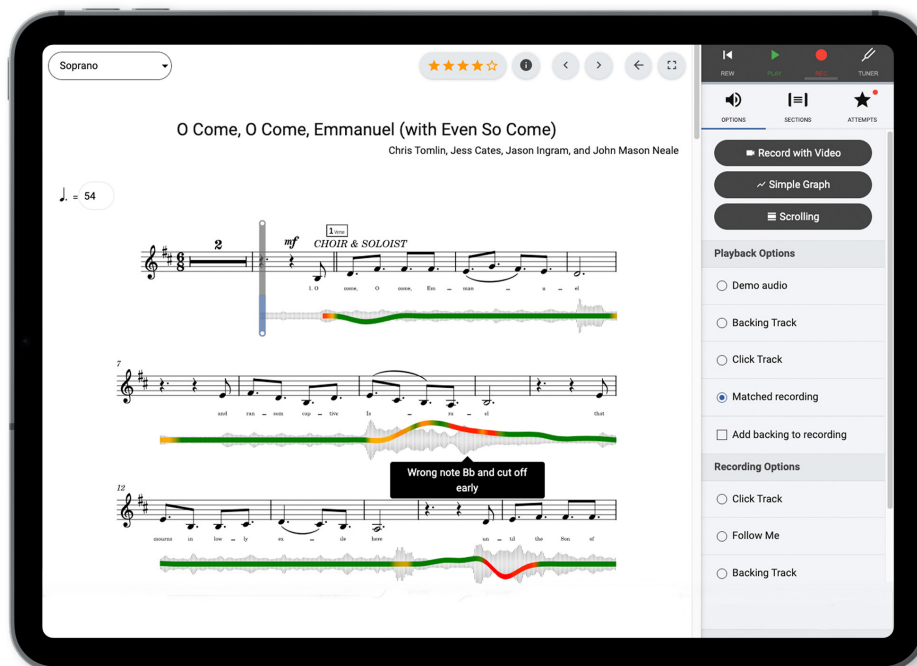 Soprano
O Come, O Come, Emmanuel (with Even So Come)
Chris Tomlin, Jess Cates, Jason Ingram, and John Mason Neale
= 54
2
mf
1 Verse
CHOIR & SOLOIST
6
8
1. O come, O come, Em – man – u – el
7
and ran – som cap – tive Is – ra – el that
Wrong note Bb and cut off
early
12
mourns in low – ly ex – ile here un – til the Son of
REW
PLAY
REC
TUNER
OPTIONS
SECTIONS
ATTEMPTS
Record with Video
Simple Graph
Scrolling
Playback Options
Demo audio
Backing Track
Click Track
Matched recording
Add backing to recording
Recording Options
Click Track
Follow Me
Backing Track